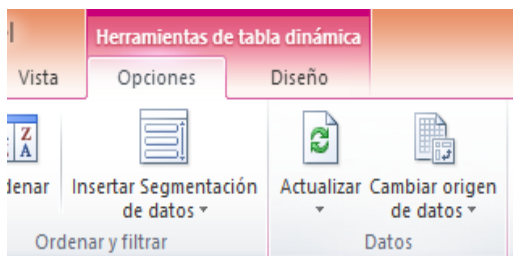 Herramientas de tabla dinámica
Vista Opciones Diseño
Z
A
Insertar Segmentación de datos
Actualizar
Cambiar origen de datos
Ordenar y filtrar
Datos